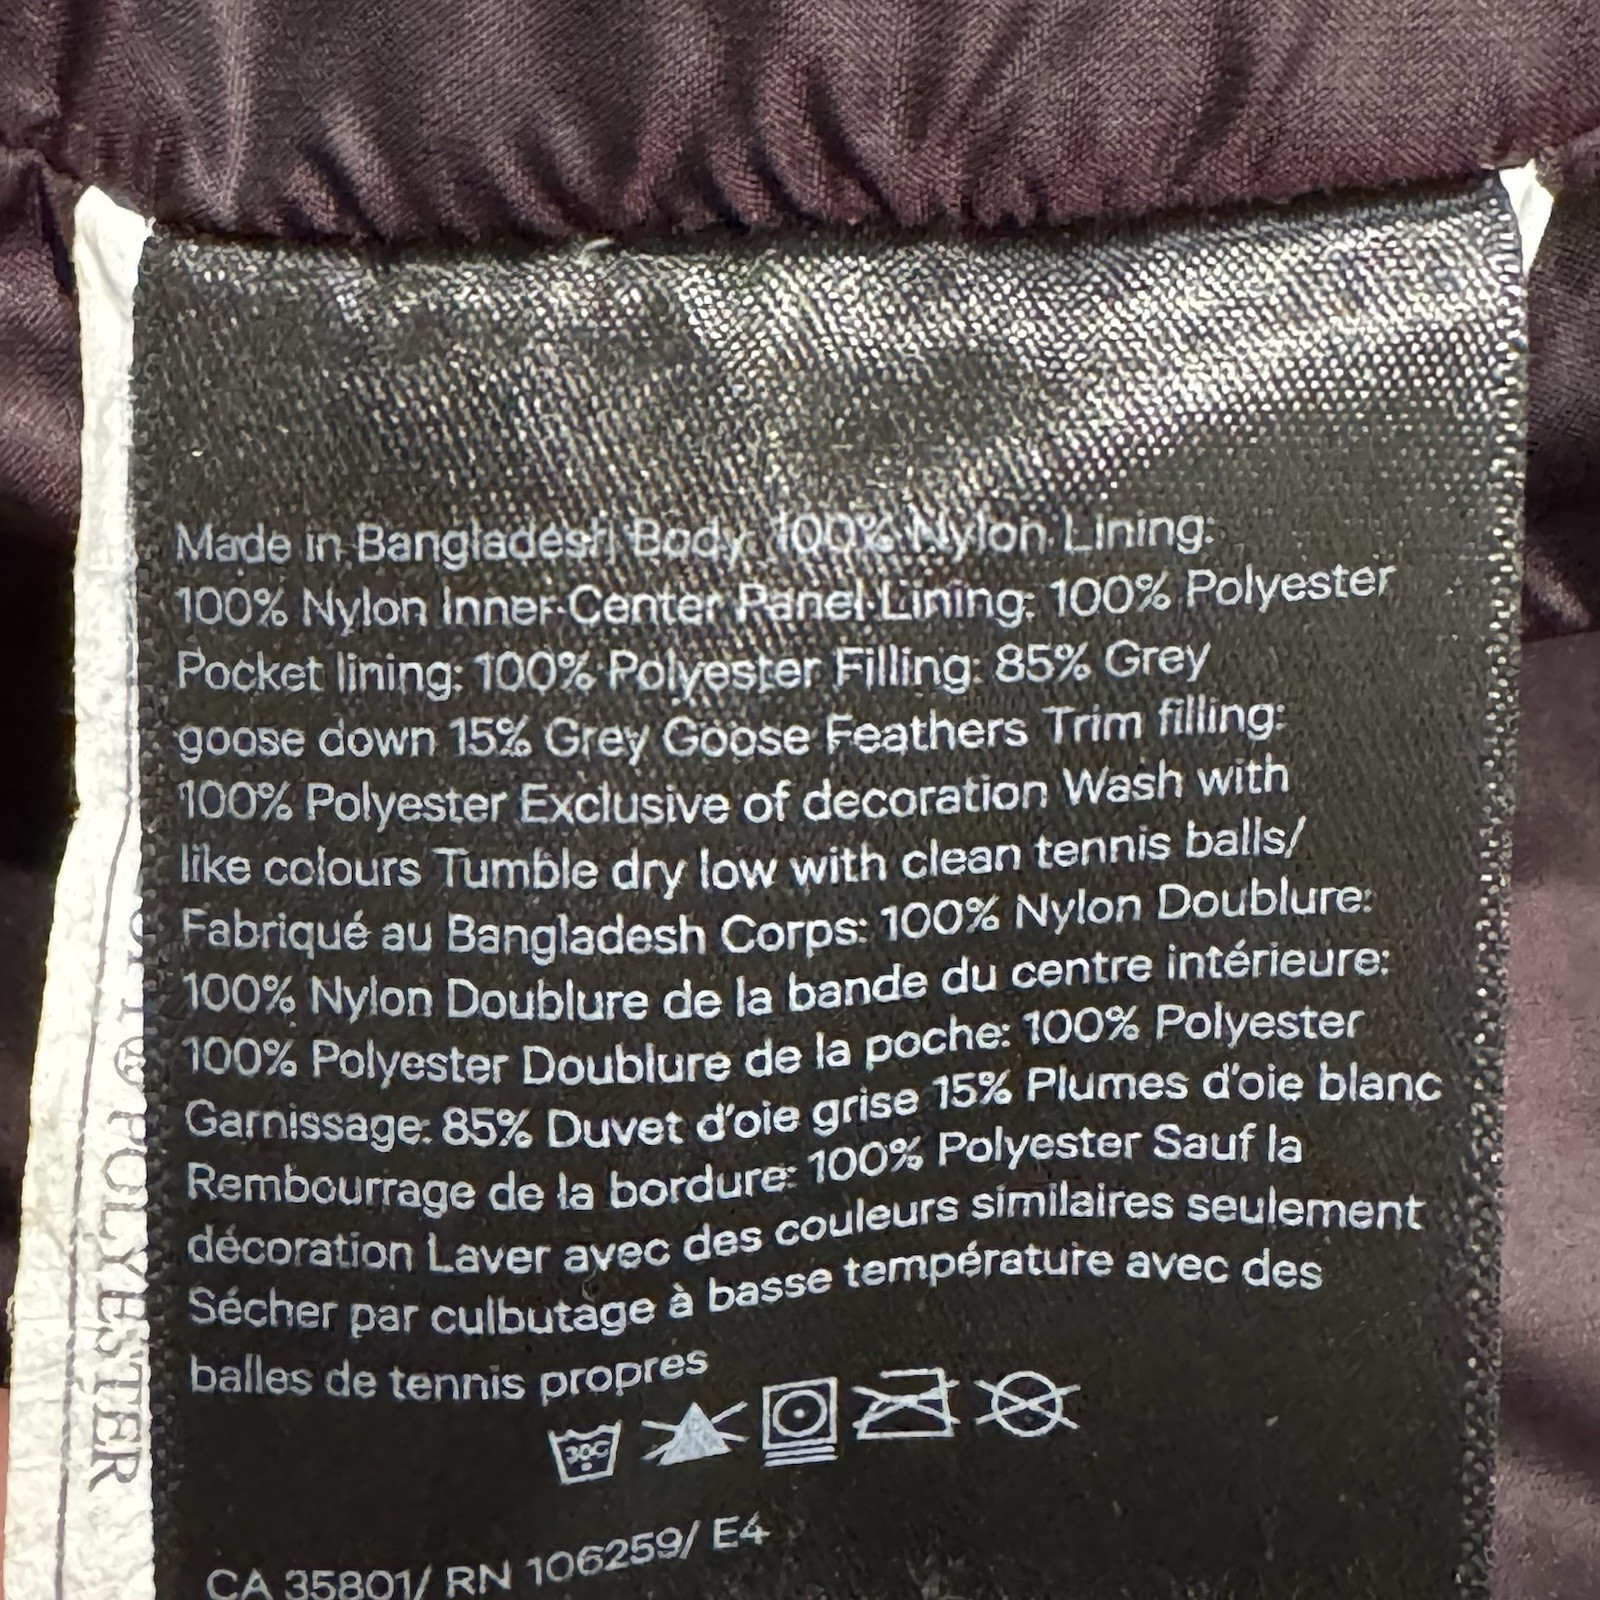 Made in Bangladesh Body: 100% Nylon Lining:
100% Nylon Inner Center Panel Lining: 100% Polyester
Pocket lining: 100% Polyester Filling: 85% Grey
goose down 15% Grey Goose Feathers Trim filling:
100% Polyester Exclusive of decoration Wash with
like colours Tumble dry low with clean tennis balls/
Fabriqué au Bangladesh Corps: 100% Nylon Doublure:
100% Nylon Doublure de la bande du centre intérieure:
100% Polyester Doublure de la poche: 100% Polyester
Garnissage: 85% Duvet d'oie grise 15% Plumes d'oie blanc
Rembourrage de la bordure: 100% Polyester Sauf la
décoration Laver avec des couleurs similaires seulement
Sécher par culbutage à basse température avec des
balles de tennis propres
30C
CA 35801/ RN 106259/ E4
POLYESTER